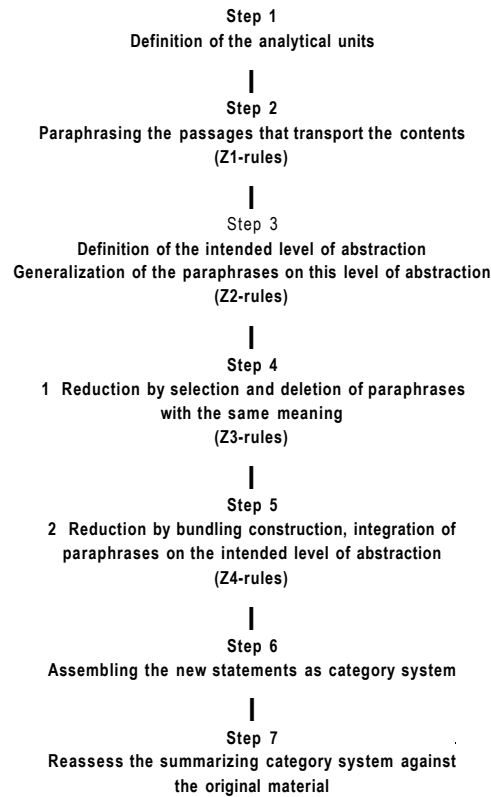 Step 1
Definition of the analytical units
Step 2
Paraphrasing the passages that transport the contents
(Z1-rules)
Step 3
Definition of the intended level of abstraction
Generalization of the paraphrases on this level of abstraction
(Z2-rules)
Step 4
1 Reduction by selection and deletion of paraphrases
with the same meaning
(Z3-rules)
Step 5
2 Reduction by bundling construction, integration of
paraphrases on the intended level of abstraction
(Z4-rules)
Step 6
Assembling the new statements as category system
Step 7
Reassess the summarizing category system against
the original material